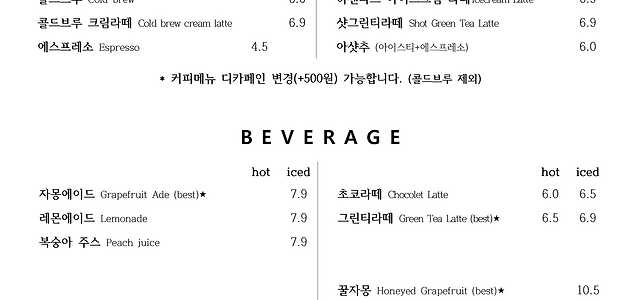 콜드브루 Cold brew
콜드브루 크림라떼 Cold brew cream latte 6.9
에스프레소 Espresso 4.5
샷그린티라떼 Shot Green Tea Latte 6.9
아샷추 (아이스티+에스프레소) 6.0
* 커피메뉴 디카페인 변경(+500원) 가능합니다. (콜드브루 제외)
BEVERAGE
hot iced
자몽에이드 Grapefruit Ade (best)★ 7.9
레몬에이드 Lemonade 7.9
복숭아 주스 Peach juice 7.9
hot iced
초코라떼 Chocolet Latte 6.0 6.5
그린티라떼 Green Tea Latte (best)★ 6.5 6.9
꿀자몽 Honeyed Grapefruit (best)★ 10.5